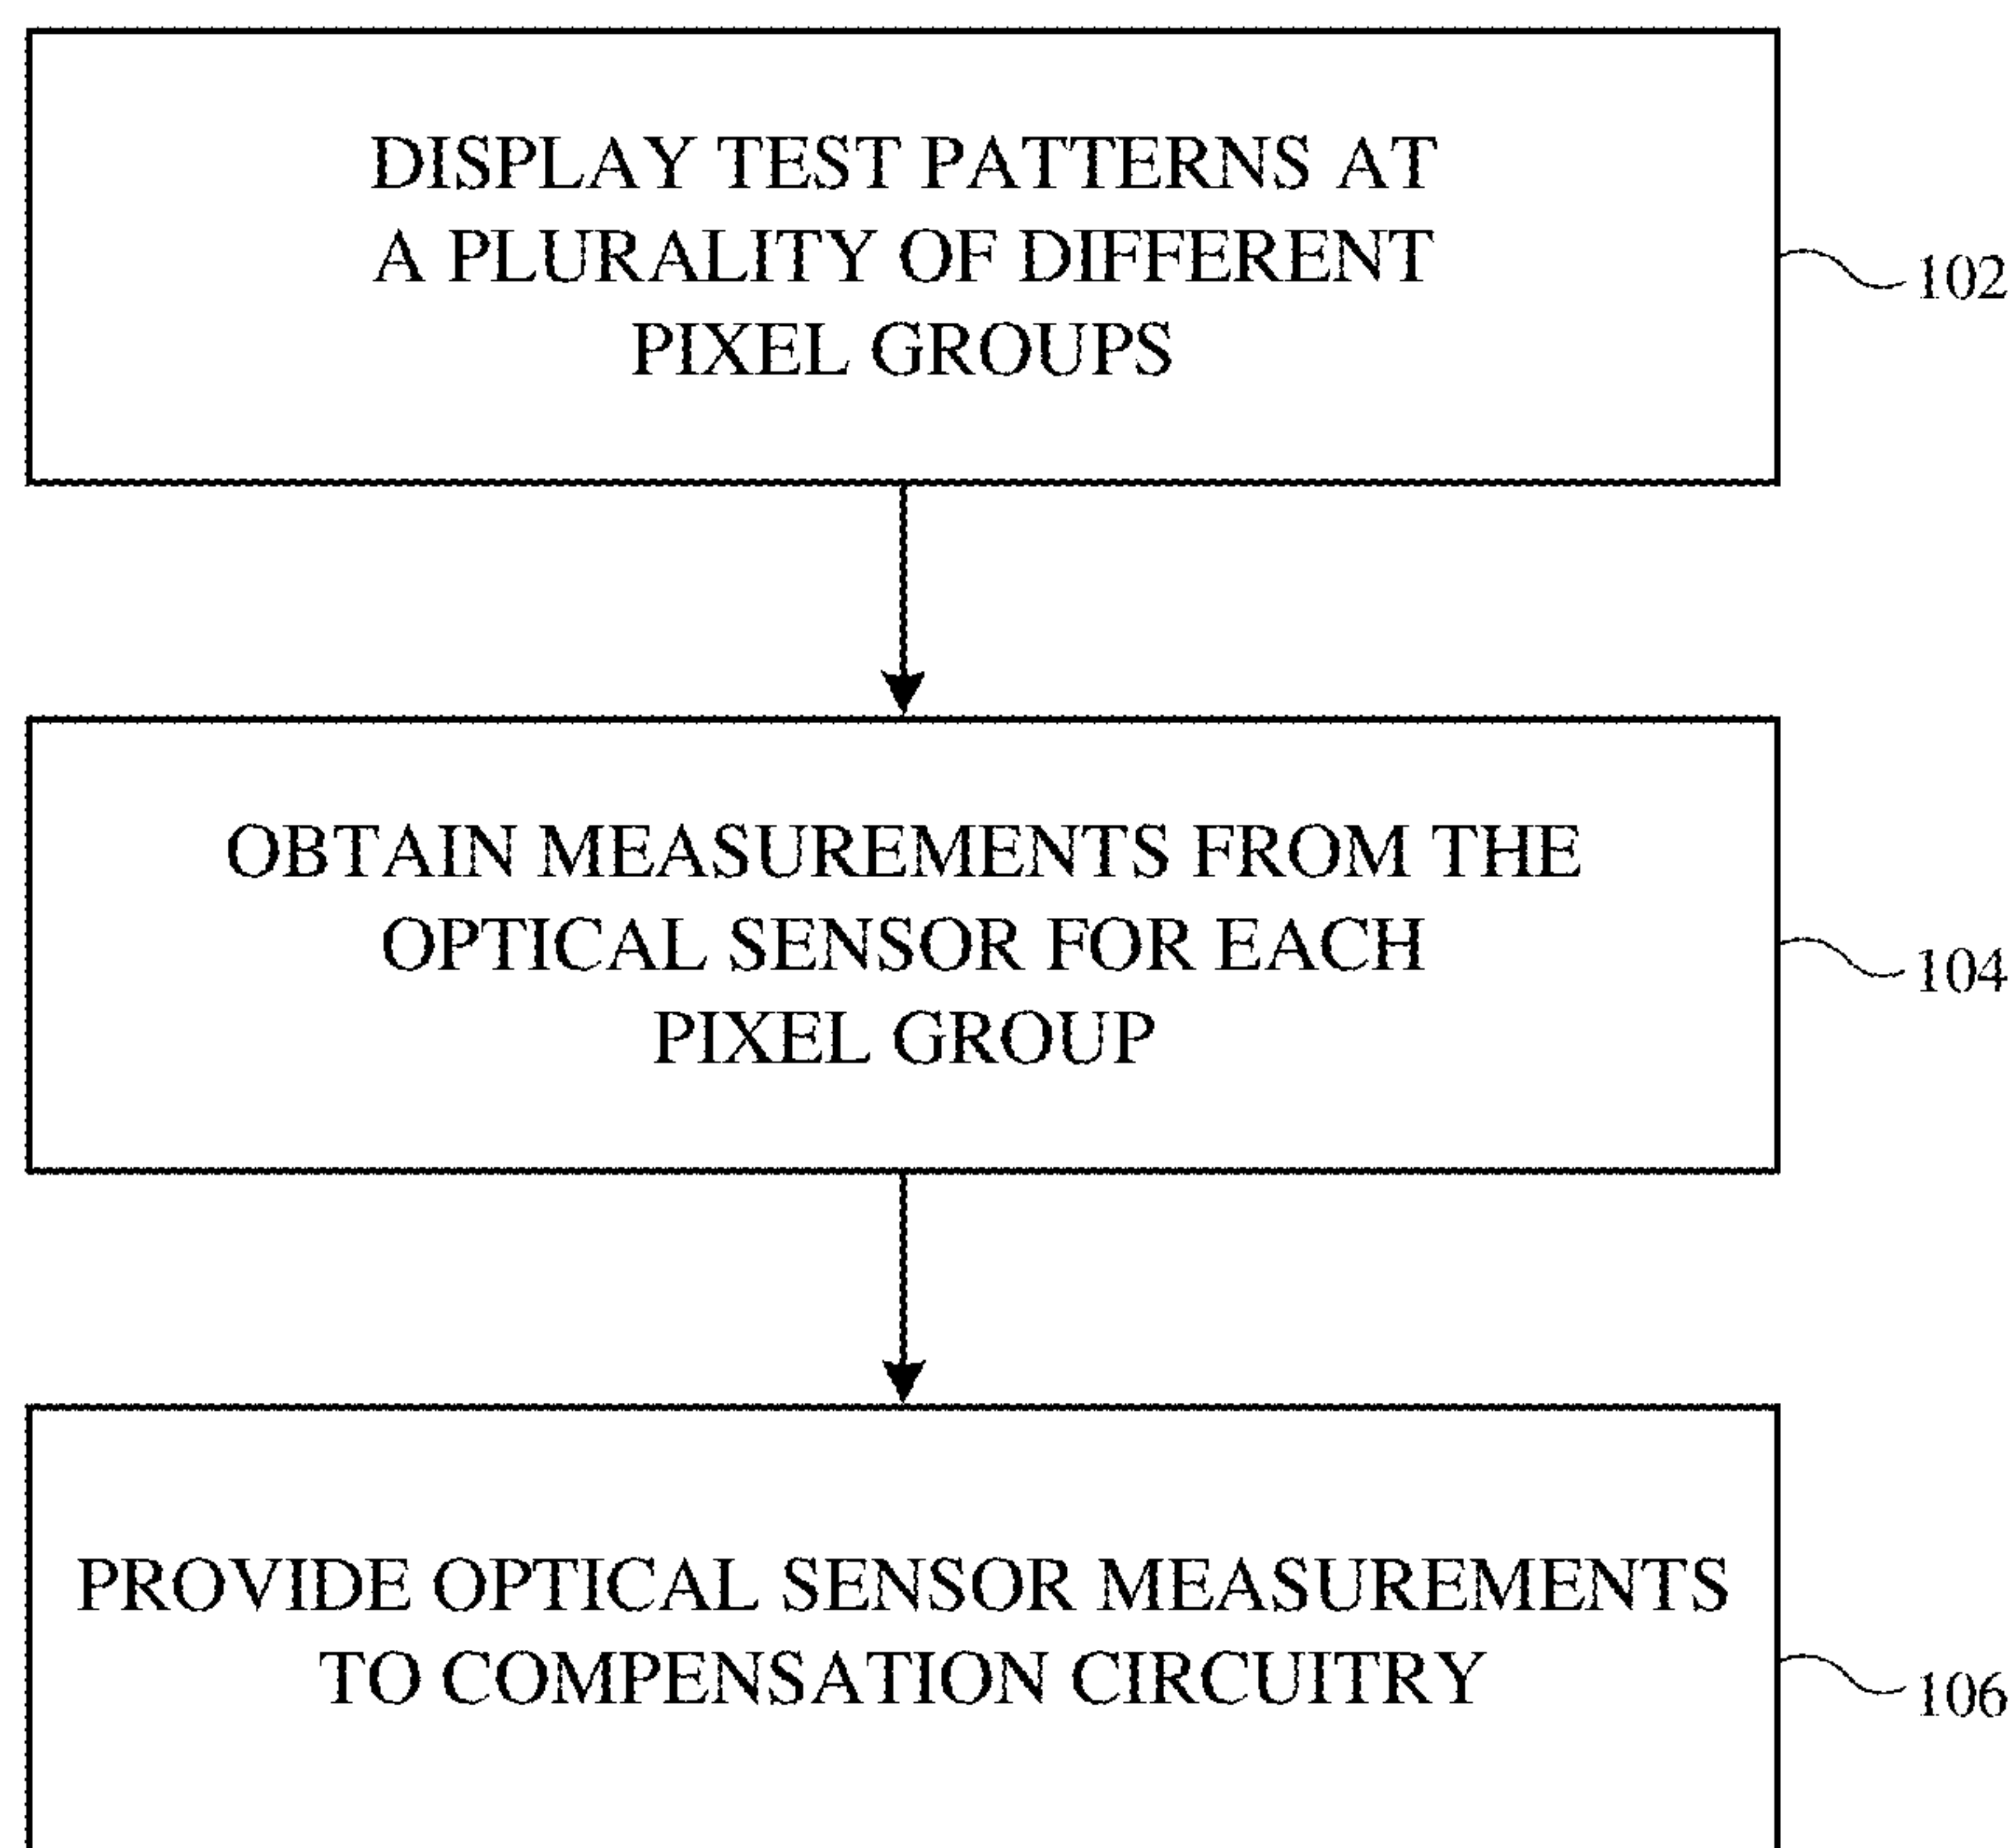 DISPLAY TEST PATTERNS AT
A PLURALITY OF DIFFERENT
PIXEL GROUPS
102
OBTAIN MEASUREMENTS FROM THE
OPTICAL SENSOR FOR EACH
PIXEL GROUP
104
PROVIDE OPTICAL SENSOR MEASUREMENTS
TO COMPENSATION CIRCUITRY
106